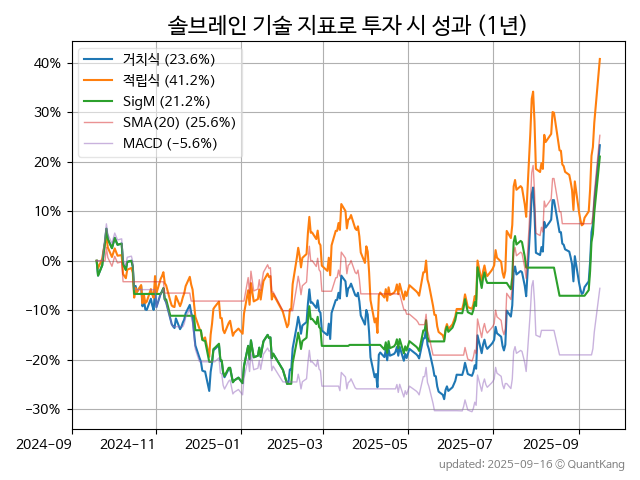 솔브레인 기술 지표로 투자 시 성과 (1년)
거치식 (23.6%)
적립식 (41.2%)
SigM (21.2%)
SMA(20) (25.6%)
MACD (-5.6%)
40%
30%
20%
10%
0%
-10%
-20%
-30%
2024-09 2024-11 2025-01 2025-03 2025-05 2025-07 2025-09
updated: 2025-09-16 © QuantKang